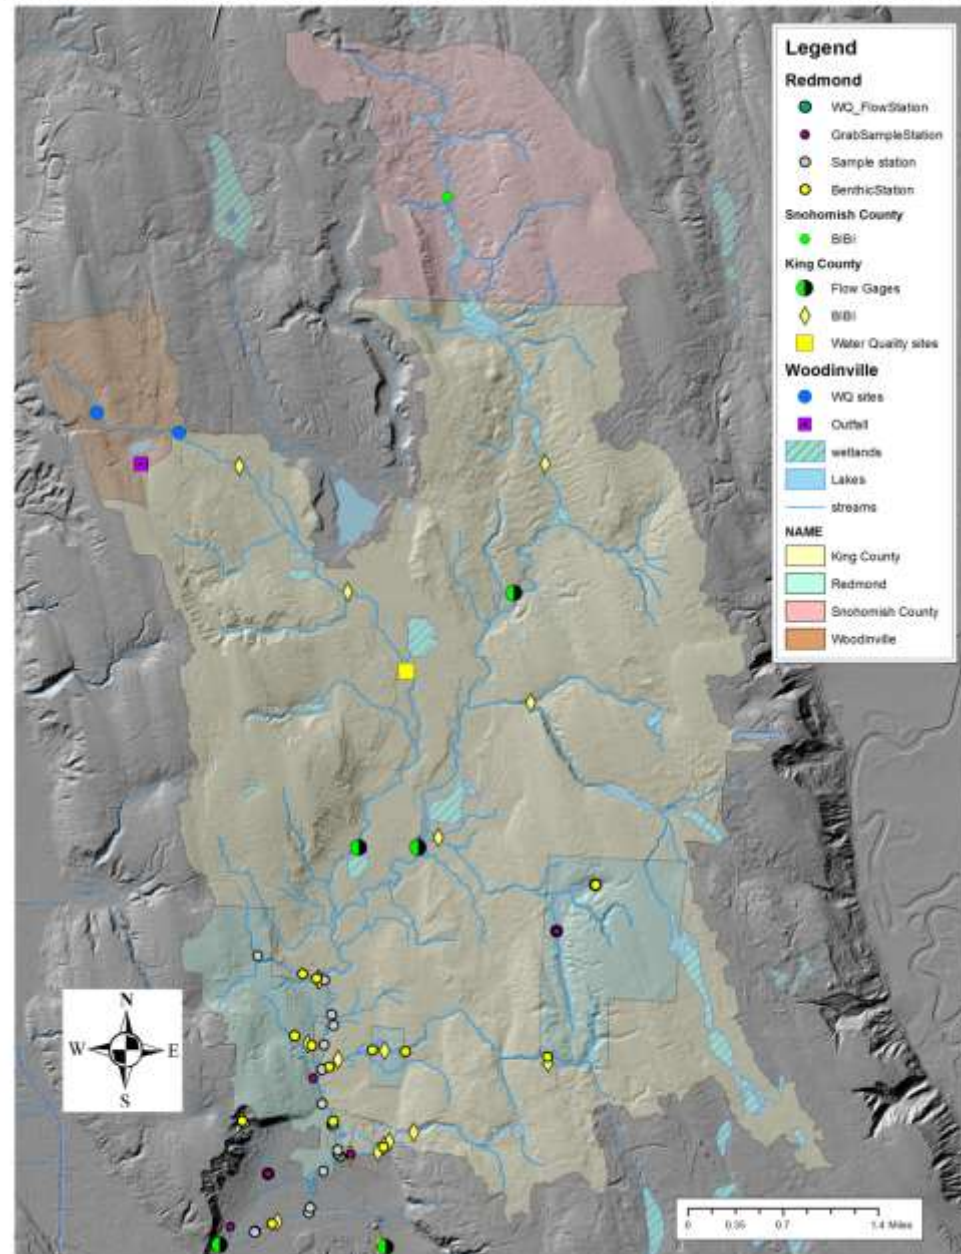 Legend
Redmond
WQ_FlowStation
GrabSampleStation
Sample station
BenthicStation
Snohomish County
BIBI
King County
Flow Gages
BIBI
Water Quality sites
Woodinville
WQ sites
Outfall
wetlands
Lakes
streams
NAME
King County
Redmond
Snohomish County
Woodinville
N
W E
S
0 0.35 0.7 1.4 Miles